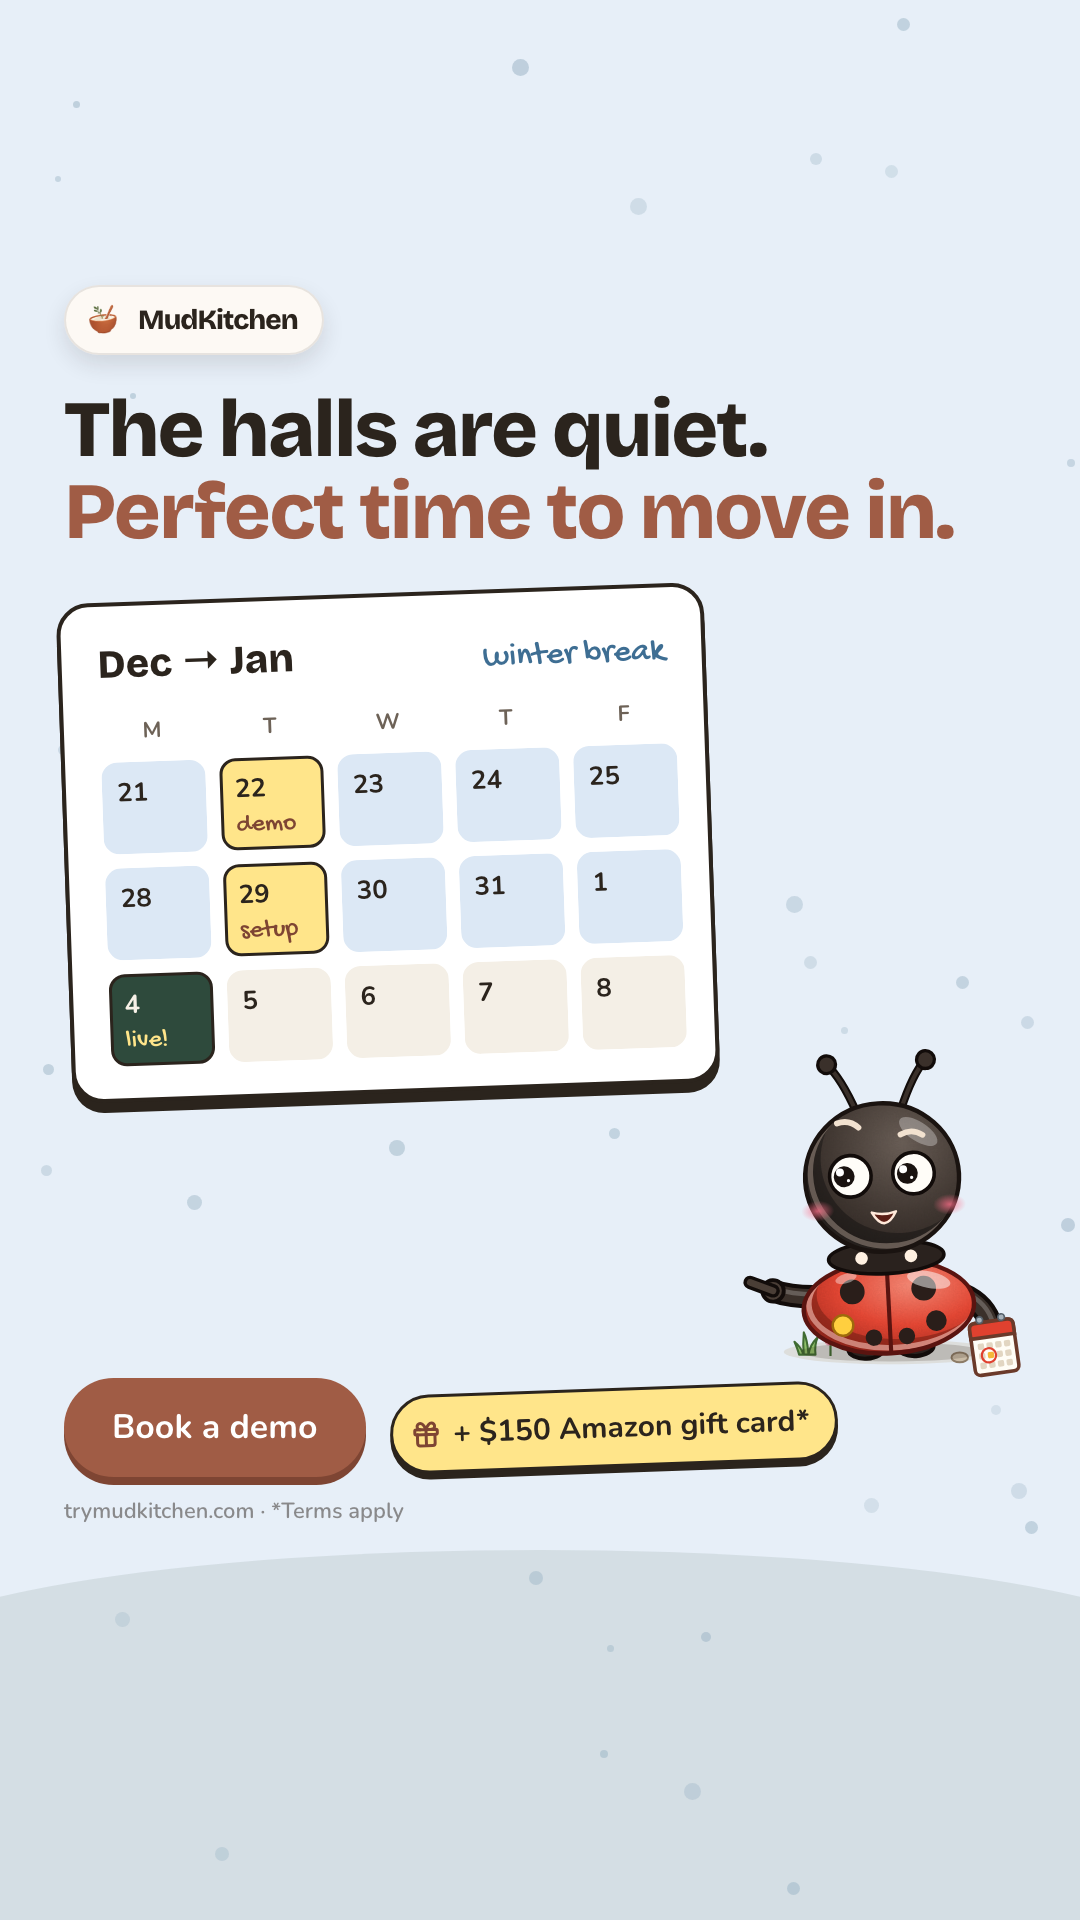 MudKitchen
The halls are quiet.
Perfect time to move in.
Dec → Jan
winter break
M T W T F
21 22 23 24 25
demo
28 29 30 31 1
setup
4 5 6 7 8
live!
Book a demo
+ $150 Amazon gift card*
trymudkitchen.com · *Terms apply